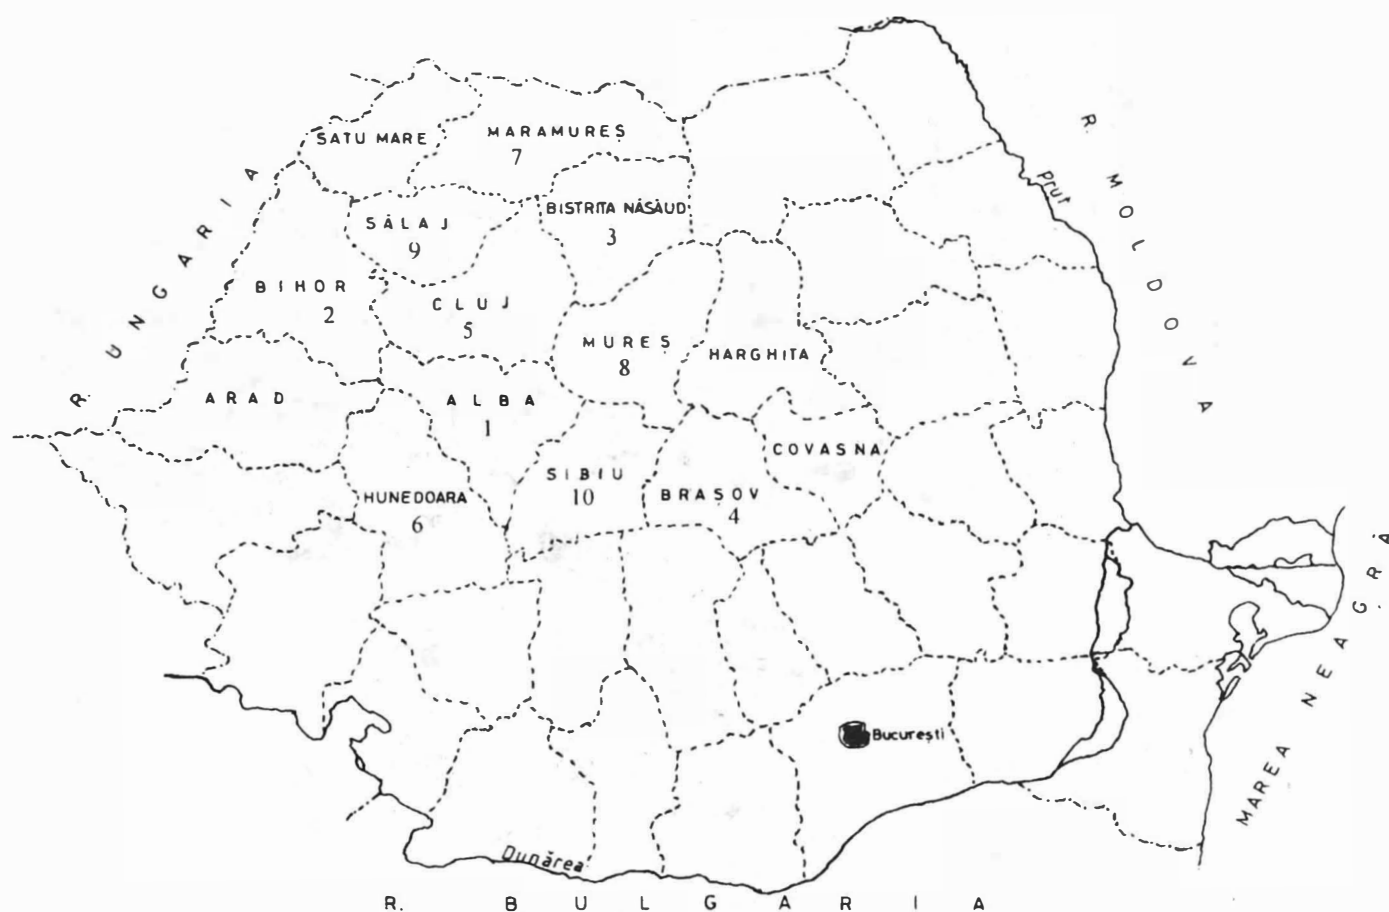 SATU MARE
MARAMUREȘ
7
SĂLAJ
9
BISTRITA NĂSĂUD
3
BIHOR
2
CLUJ
5
MUREȘ
8
HARGHITA
ARAD
ALBA
1
HUNEDOARA
6
SIBIU
10
BRAȘOV
4
COVASNA
București
Prut
Dunărea
R. UNGARIA
R. MOLDOVA
MAREA NEAGRĂ
R. BULGARIA